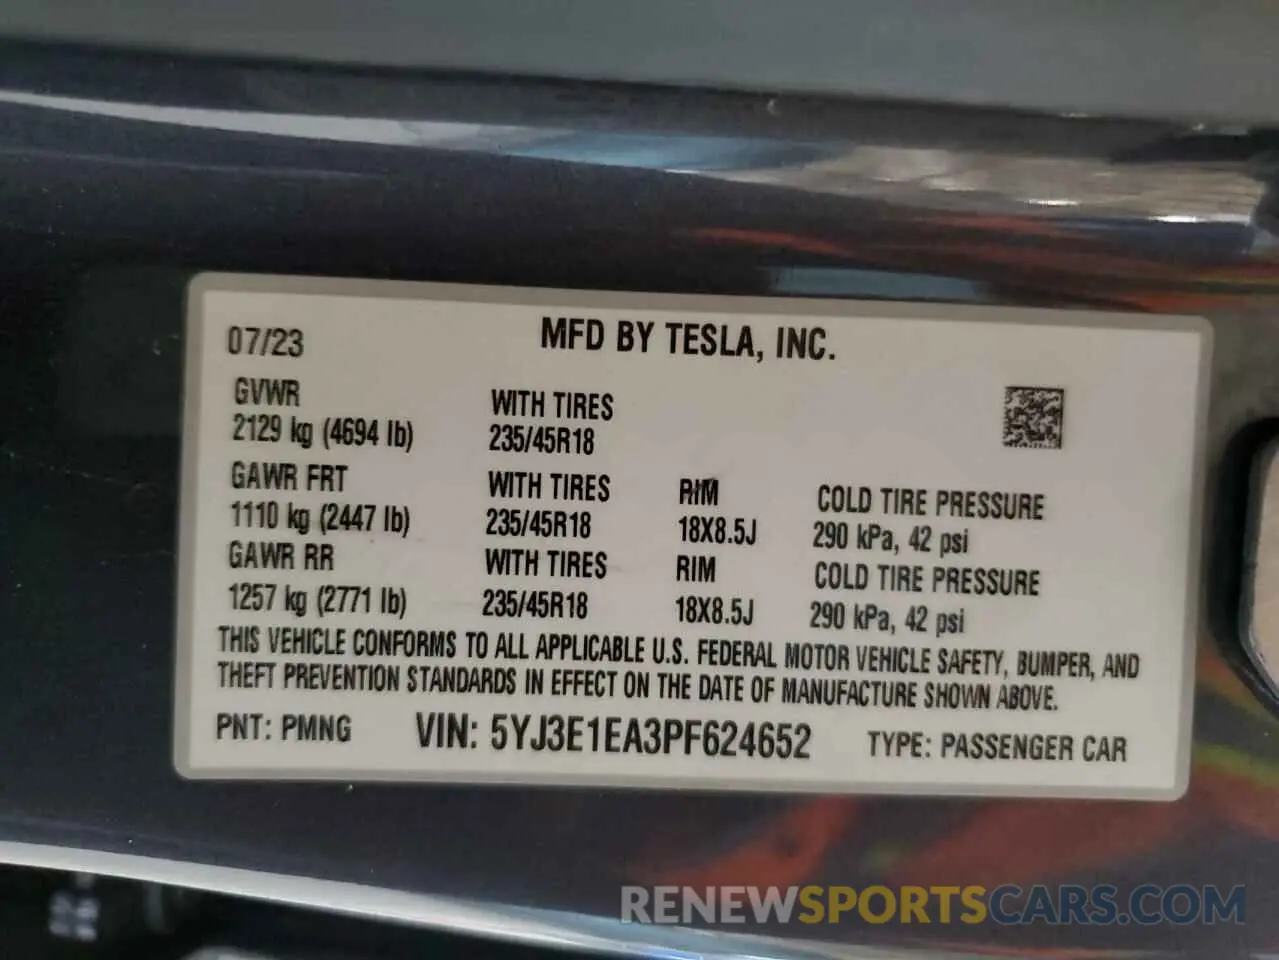 07/23 MFD BY TESLA, INC.
GVWR WITH TIRES
2129 kg (4694 lb) 235/45R18
GAWR FRT WITH TIRES RIM COLD TIRE PRESSURE
1110 kg (2447 lb) 235/45R18 18X8.5J 290 kPa, 42 psi
GAWR RR WITH TIRES RIM COLD TIRE PRESSURE
1257 kg (2771 lb) 235/45R18 18X8.5J 290 kPa, 42 psi
THIS VEHICLE CONFORMS TO ALL APPLICABLE U.S. FEDERAL MOTOR VEHICLE SAFETY, BUMPER, AND
THEFT PREVENTION STANDARDS IN EFFECT ON THE DATE OF MANUFACTURE SHOWN ABOVE.
PNT: PMNG VIN: 5YJ3E1EA3PF624652 TYPE: PASSENGER CAR
RENEWSPORTSCARS.COM